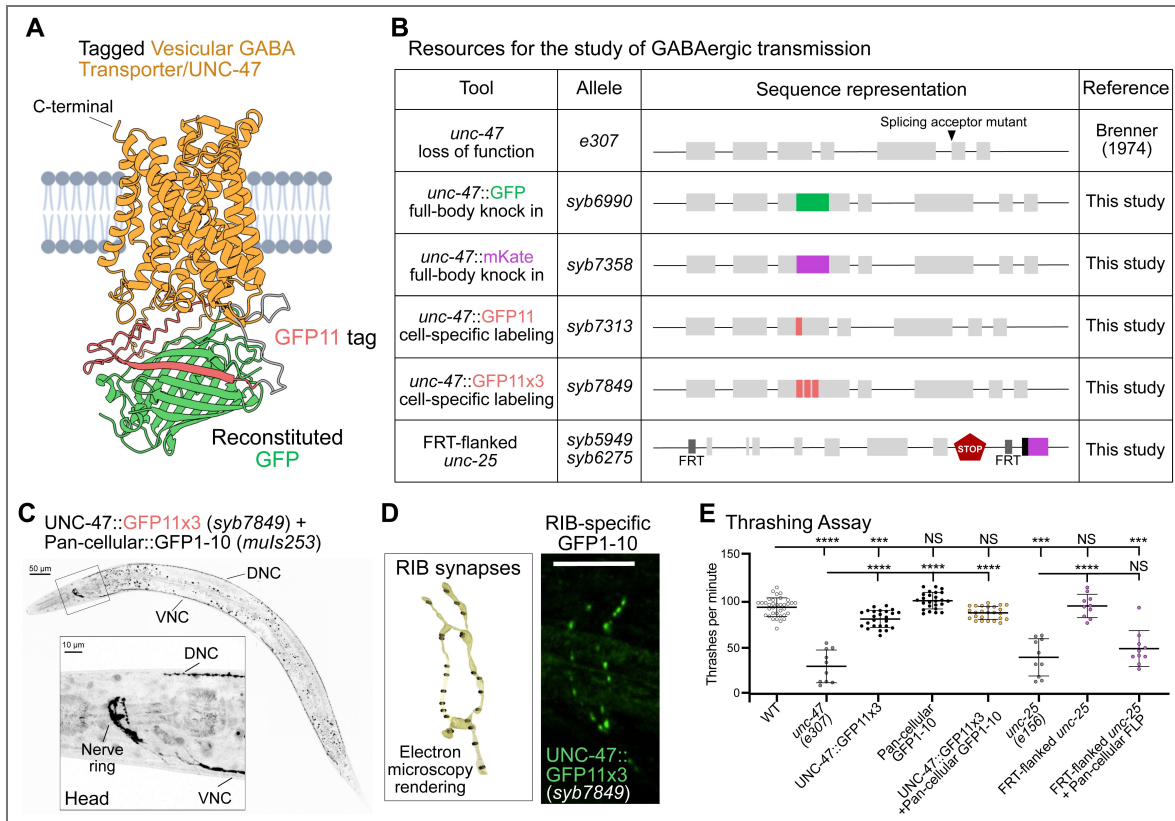 A
Tagged Vesicular GABA
Transporter/UNC-47
C-terminal
GFP11 tag
Reconstituted
GFP
B
Resources for the study of GABAergic transmission
Tool
Allele
Sequence representation
Reference
unc-47
loss of function
e307
Splicing acceptor mutant
Brenner
(1974)
unc-47::GFP
full-body knock in
syb6990
This study
unc-47::mKate
full-body knock in
syb7358
This study
unc-47::GFP11
cell-specific labeling
syb7313
This study
unc-47::GFP11x3
cell-specific labeling
syb7849
This study
FRT-flanked
unc-25
syb5949
syb6275
FRT
STOP
FRT
This study
C
UNC-47::GFP11x3 (syb7849) +
Pan-cellular::GFP1-10 (muIs253)
50 µm
DNC
VNC
10 µm
DNC
Nerve
ring
VNC
Head
D
RIB synapses
Electron
microscopy
rendering
RIB-specific
GFP1-10
UNC-47::
GFP11x3
(syb7849)
E
Thrashing Assay
**** *** NS NS *** NS ***
**** **** **** **** NS
Thrashes per minute
150
100
50
0
WT
unc-47
(e307)
UNC-47::GFP11x3
Pan-cellular
GFP1-10
UNC-47::GFP11x3
+Pan-cellular GFP1-10
unc-25
(e156)
FRT-flanked unc-25
FRT-flanked unc-25
+ Pan-cellular FLP